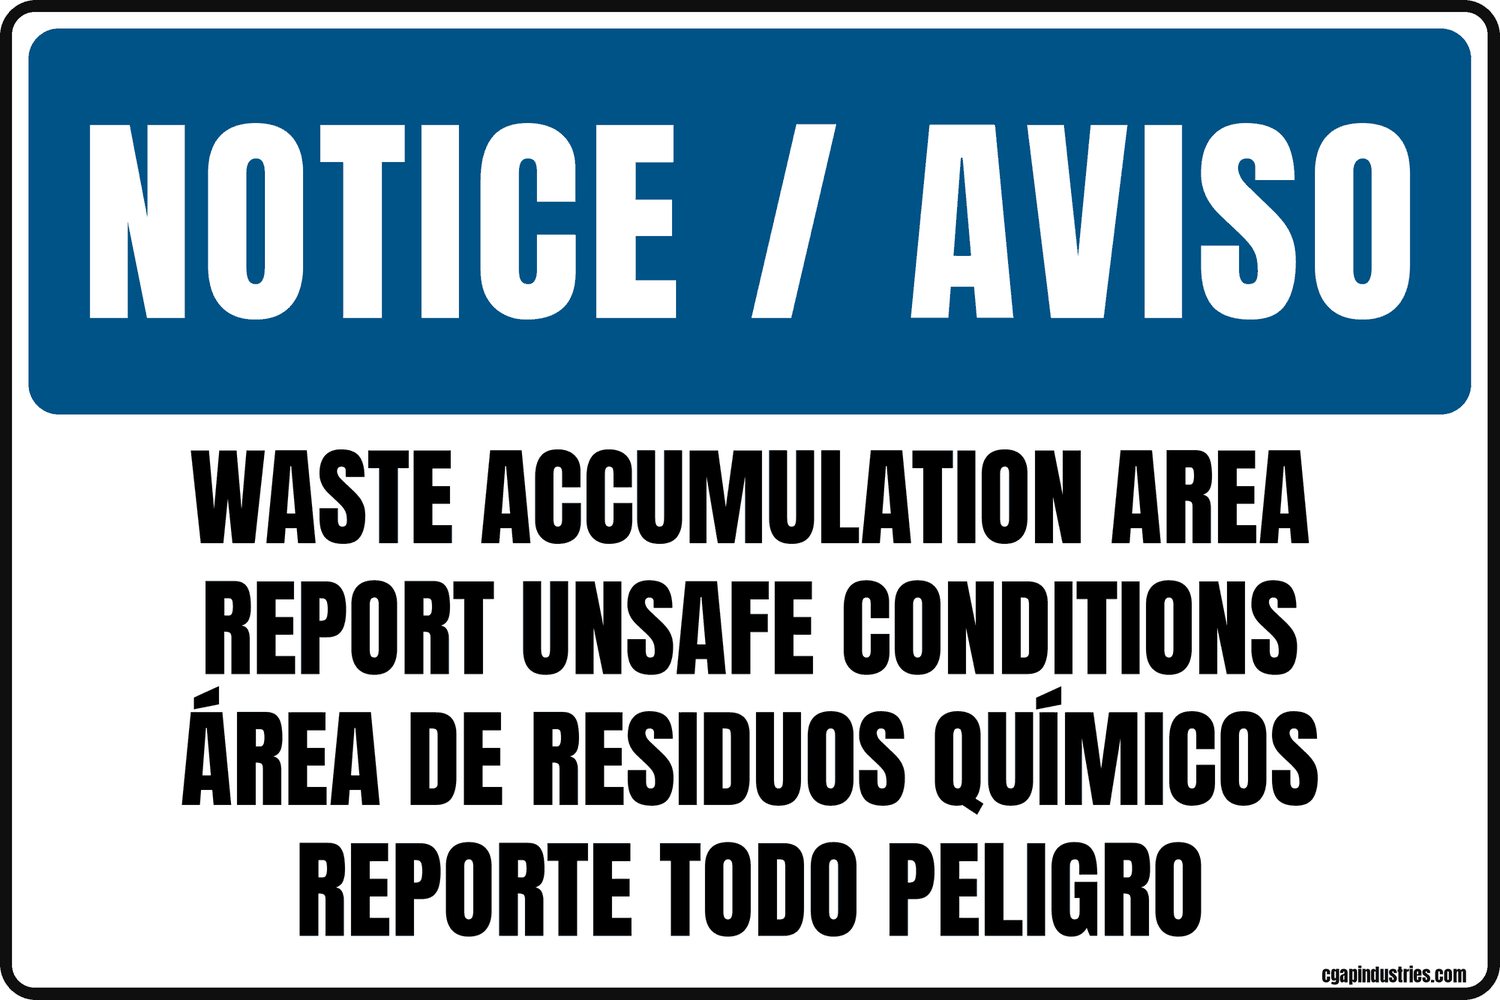 NOTICE / AVISO
WASTE ACCUMULATION AREA
REPORT UNSAFE CONDITIONS
ÁREA DE RESIDUOS QUÍMICOS
REPORTE TODO PELIGRO
cgapindustries.com